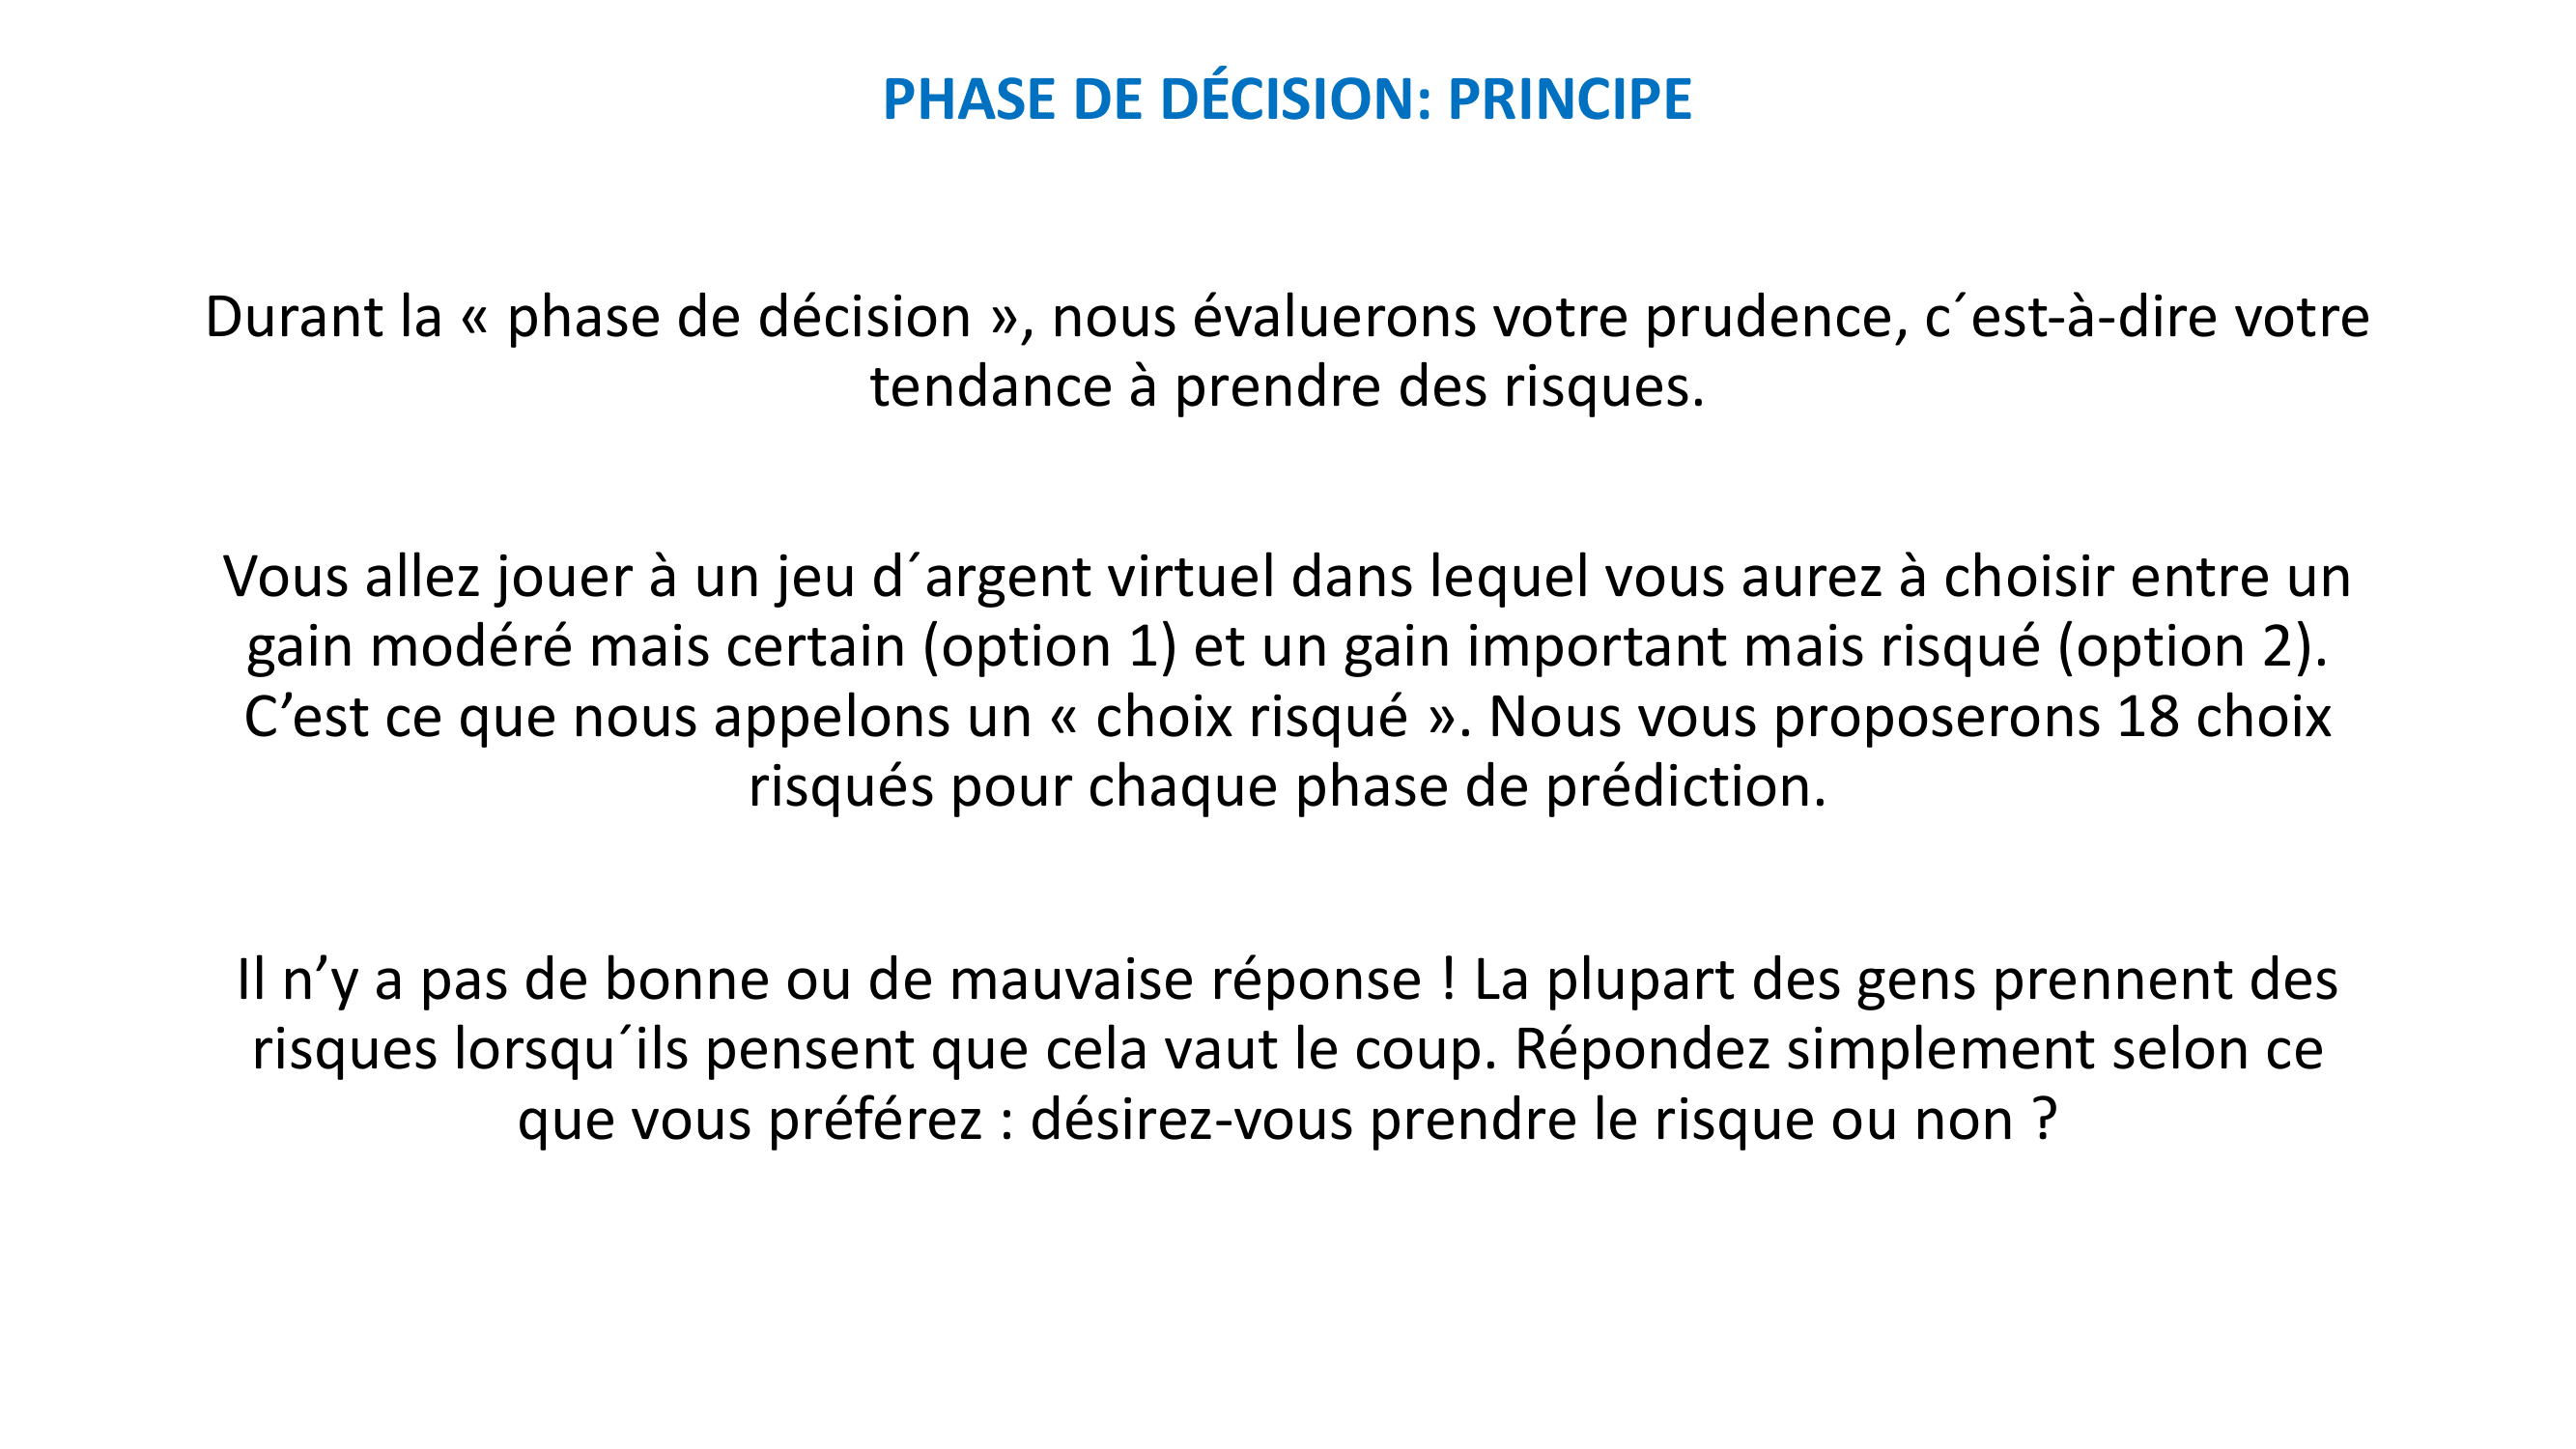 PHASE DE DÉCISION: PRINCIPE
Durant la « phase de décision », nous évaluerons votre prudence, c´est-à-dire votre
tendance à prendre des risques.
Vous allez jouer à un jeu d´argent virtuel dans lequel vous aurez à choisir entre un
gain modéré mais certain (option 1) et un gain important mais risqué (option 2).
C’est ce que nous appelons un « choix risqué ». Nous vous proposerons 18 choix
risqués pour chaque phase de prédiction.
Il n’y a pas de bonne ou de mauvaise réponse ! La plupart des gens prennent des
risques lorsqu´ils pensent que cela vaut le coup. Répondez simplement selon ce
que vous préférez : désirez-vous prendre le risque ou non ?